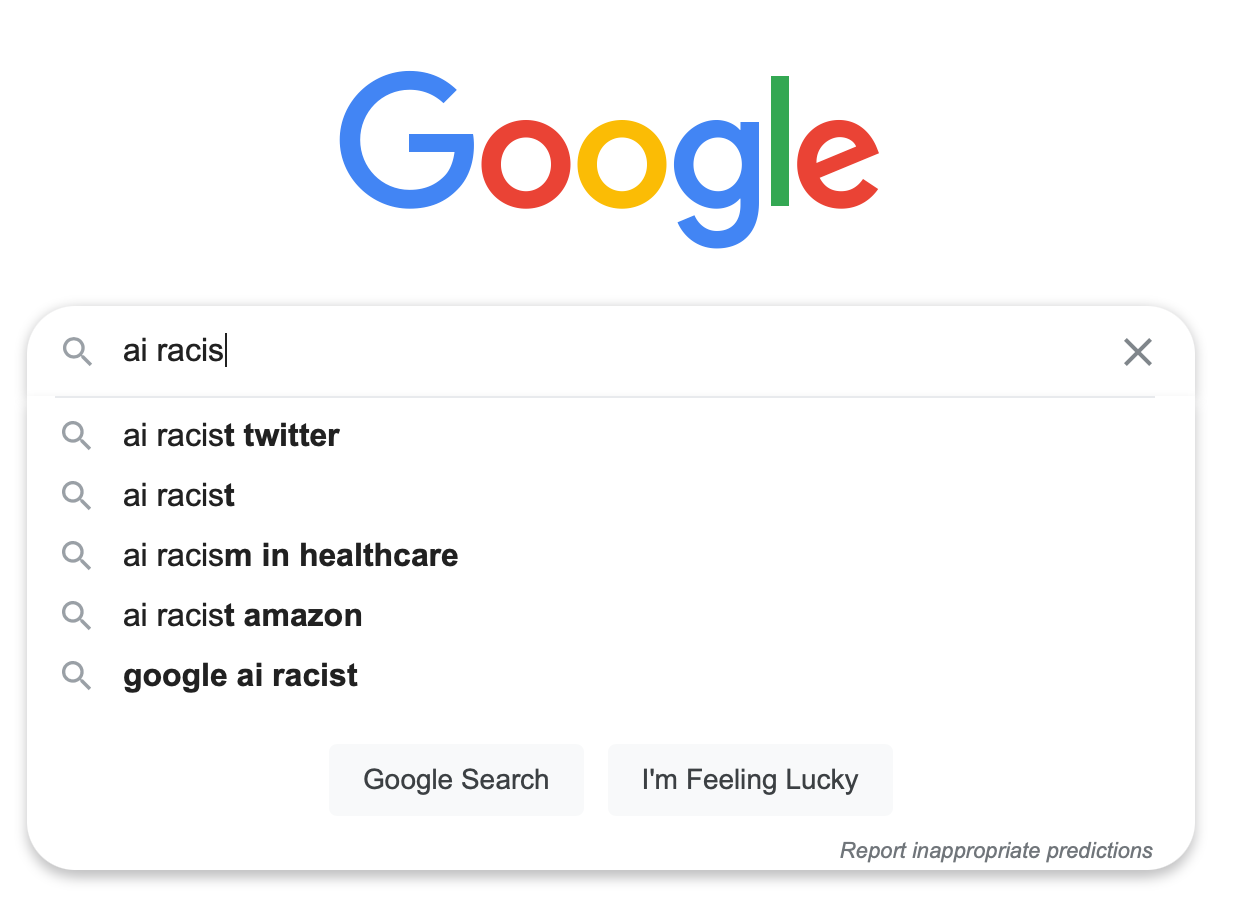 Google
ai racis
ai racist twitter
ai racist
ai racism in healthcare
ai racist amazon
google ai racist
Google Search
I'm Feeling Lucky
Report inappropriate predictions